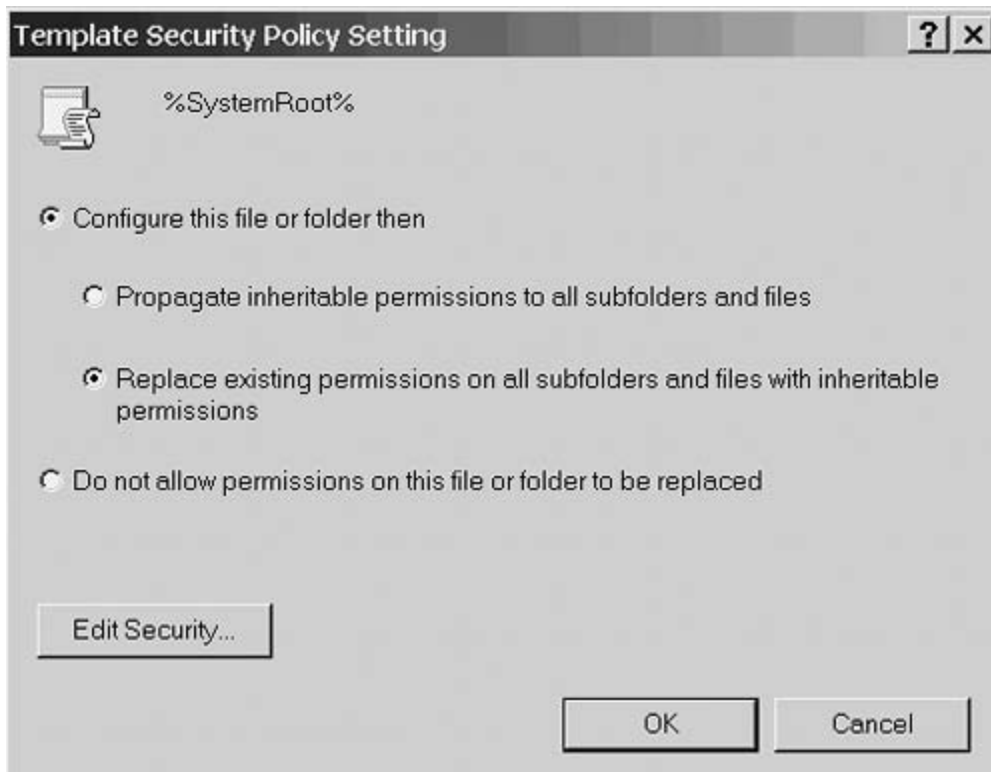 Template Security Policy Setting
%SystemRoot%
Configure this file or folder then
Propagate inheritable permissions to all subfolders and files
Replace existing permissions on all subfolders and files with inheritable
permissions
Do not allow permissions on this file or folder to be replaced
Edit Security...
OK Cancel